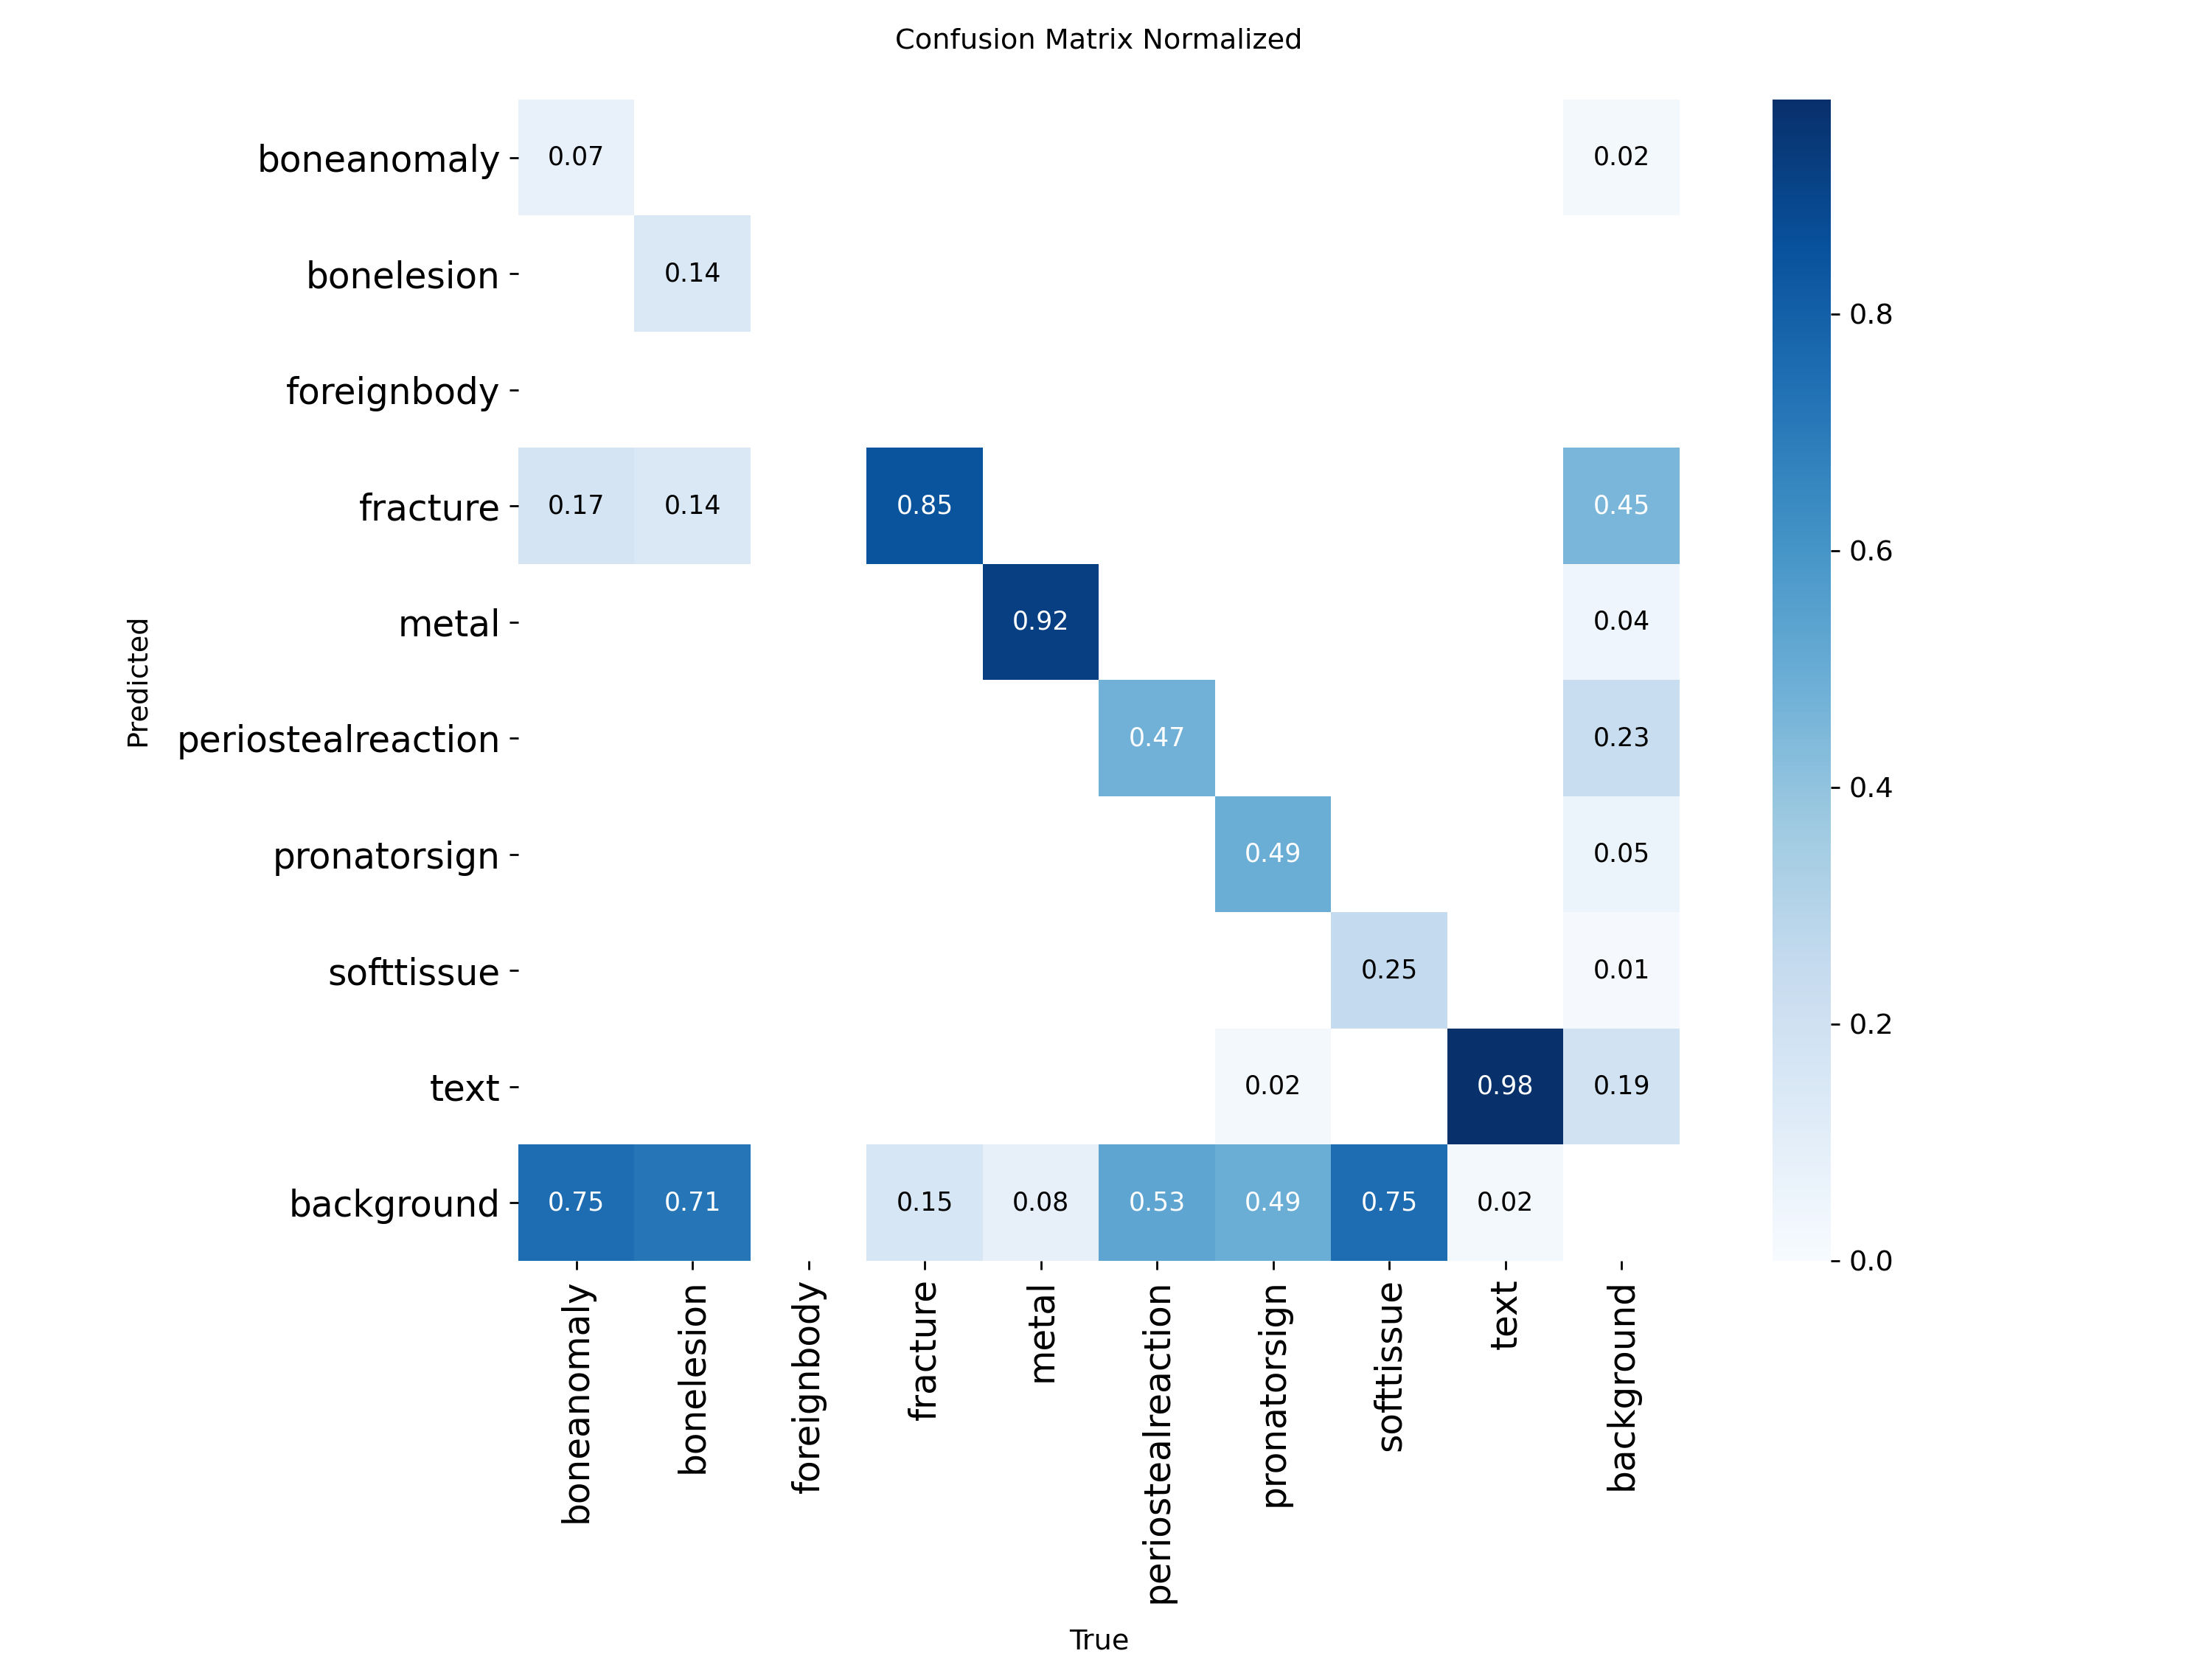 Confusion Matrix Normalized
boneanomaly 0.07 0.02
bonelesion 0.14
foreignbody
fracture 0.17 0.14 0.85 0.45
metal 0.92 0.04
periostealreaction 0.47 0.23
pronatorsign 0.49 0.05
softtissue 0.25 0.01
text 0.02 0.98 0.19
background 0.75 0.71 0.15 0.08 0.53 0.49 0.75 0.02
Predicted
boneanomaly
bonelesion
foreignbody
fracture
metal
periostealreaction
pronatorsign
softtissue
text
background
True
0.8
0.6
0.4
0.2
0.0